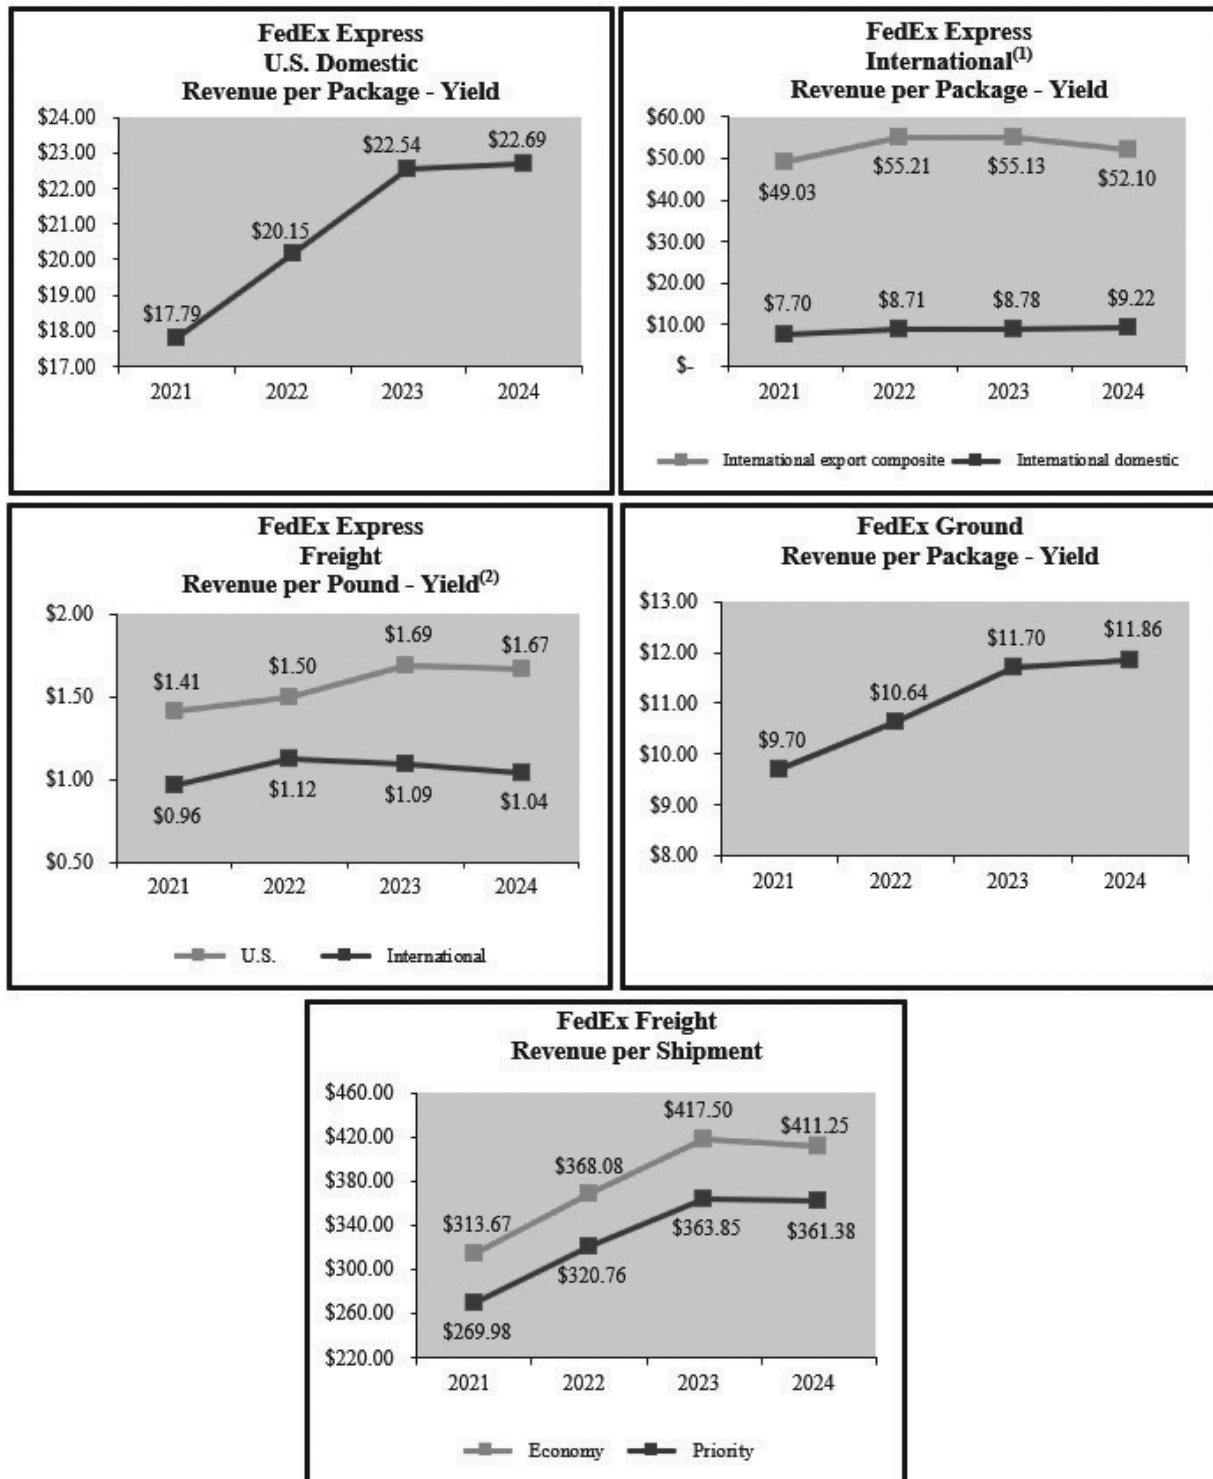 FedEx Express
U.S. Domestic
Revenue per Package - Yield
$24.00
$23.00
$22.00
$21.00
$20.00
$19.00
$18.00
$17.00
$17.79
$20.15
$22.54
$22.69
2021 2022 2023 2024
FedEx Express
International(1)
Revenue per Package - Yield
$60.00
$50.00
$40.00
$30.00
$20.00
$10.00
$-
$49.03 $55.21 $55.13 $52.10
$7.70 $8.71 $8.78 $9.22
2021 2022 2023 2024
International export composite International domestic
FedEx Express
Freight
Revenue per Pound - Yield(2)
$2.00
$1.50
$1.00
$0.50
$1.41 $1.50 $1.69 $1.67
$0.96 $1.12 $1.09 $1.04
2021 2022 2023 2024
U.S. International
FedEx Ground
Revenue per Package - Yield
$13.00
$12.00
$11.00
$10.00
$9.00
$8.00
$9.70 $10.64 $11.70 $11.86
2021 2022 2023 2024
FedEx Freight
Revenue per Shipment
$460.00
$420.00
$380.00
$340.00
$300.00
$260.00
$220.00
$313.67 $368.08 $417.50 $411.25
$269.98 $320.76 $363.85 $361.38
2021 2022 2023 2024
Economy Priority